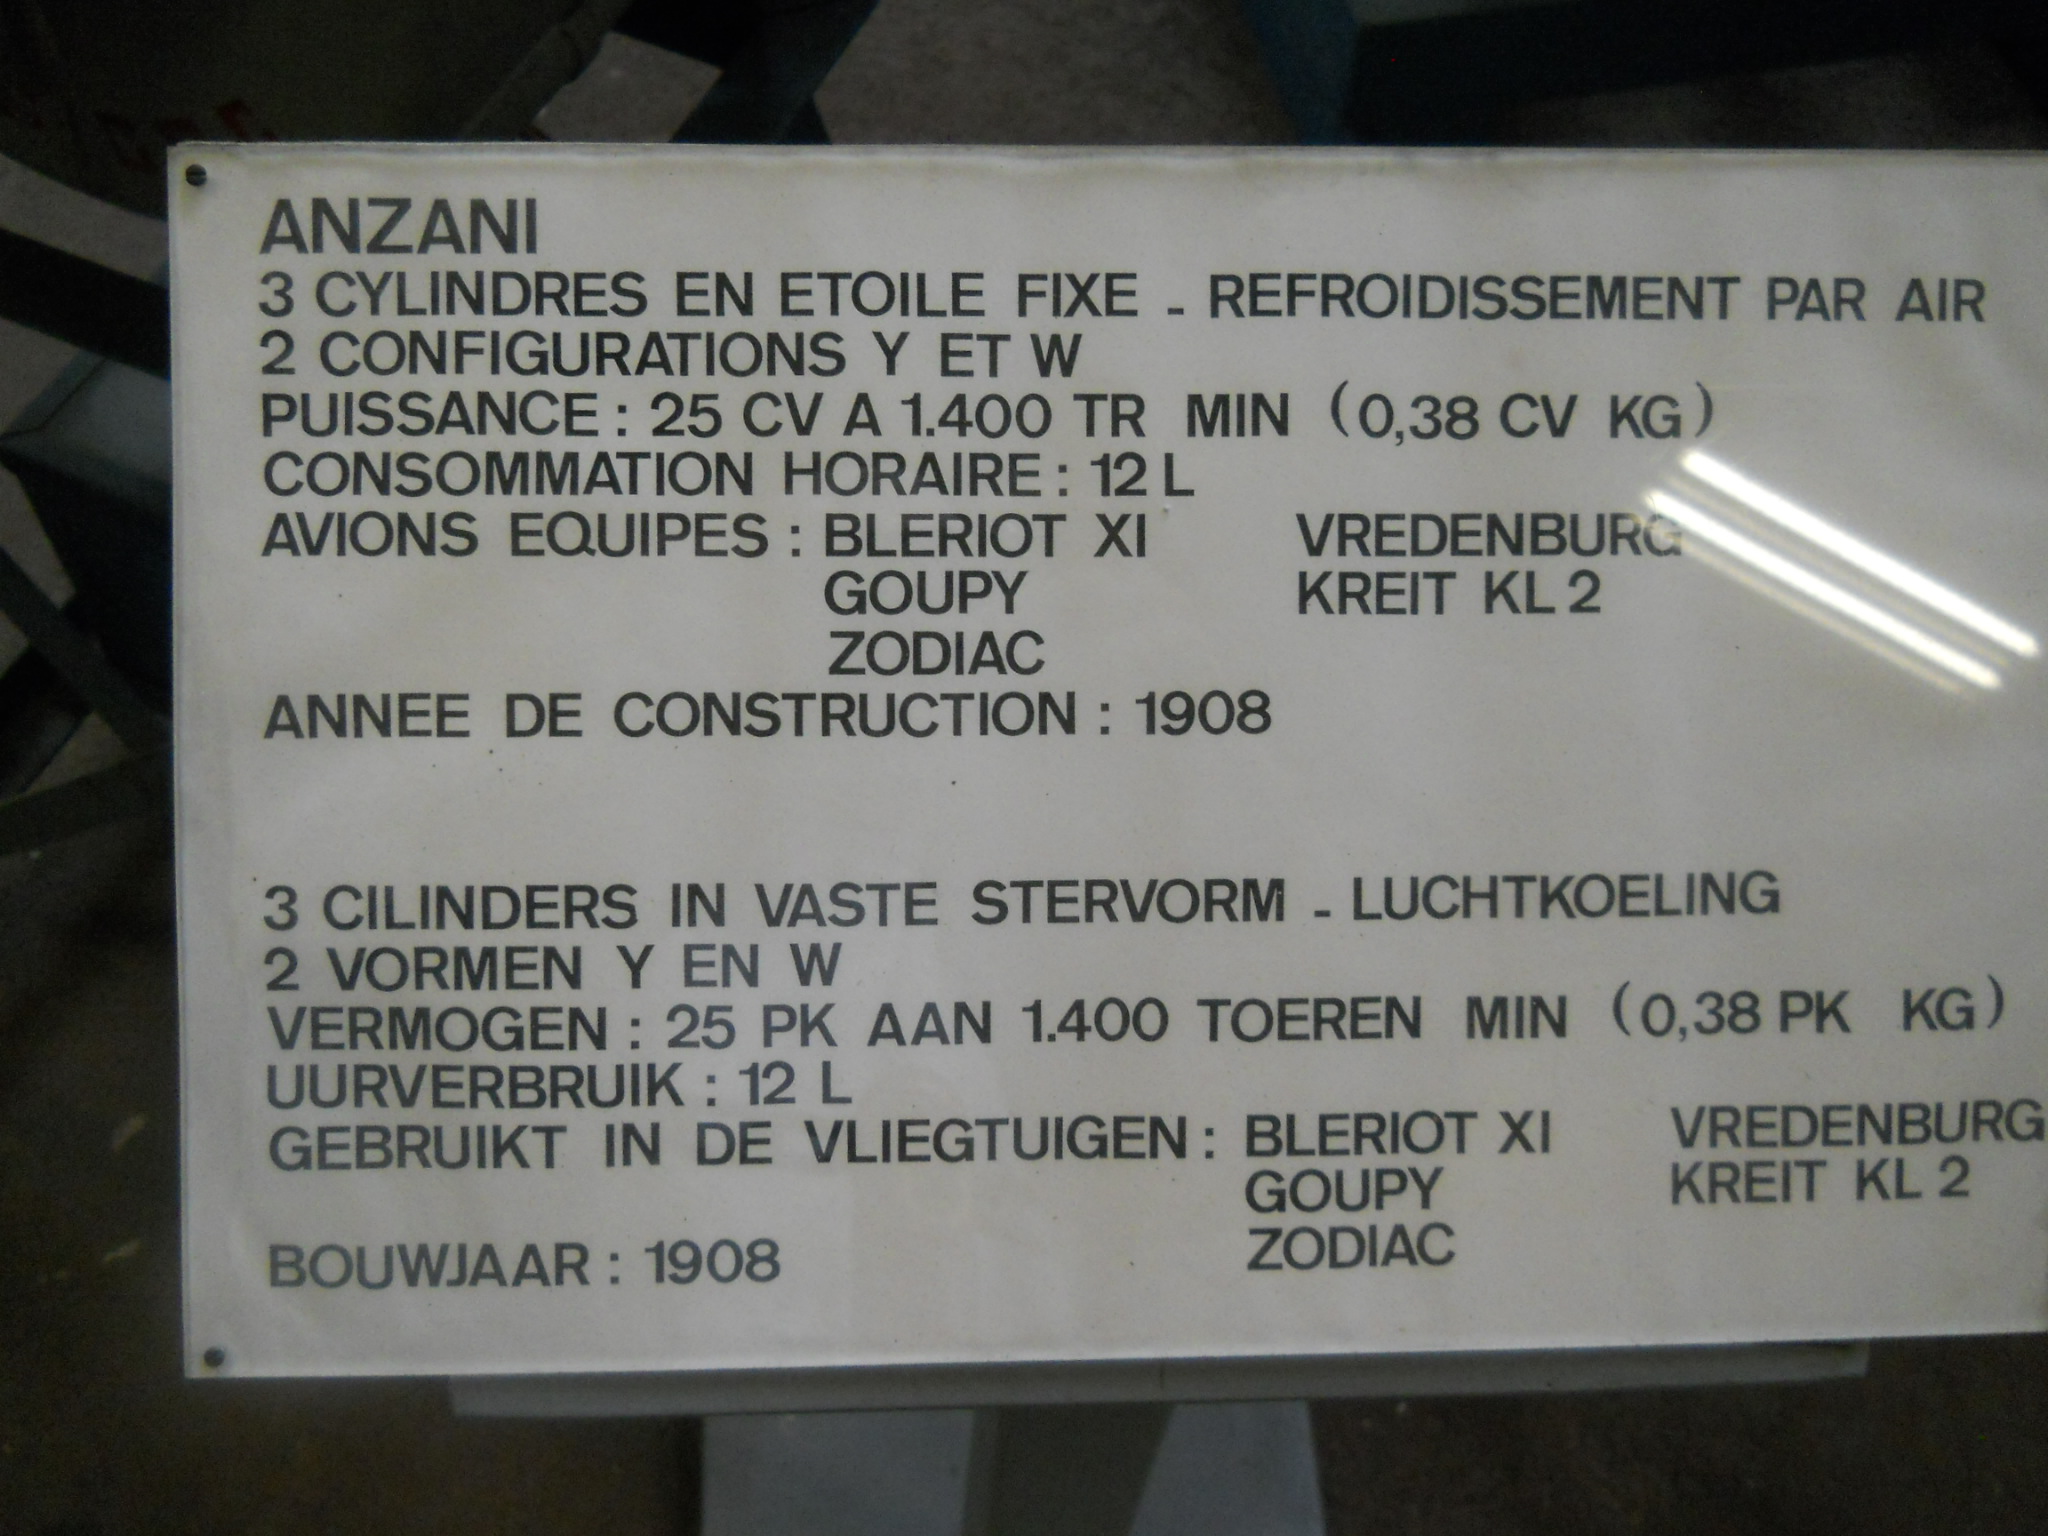 ANZANI
3 CYLINDRES EN ETOILE FIXE - REFROIDISSEMENT PAR AIR
2 CONFIGURATIONS Y ET W
PUISSANCE : 25 CV A 1.400 TR MIN (0,38 CV KG)
CONSOMMATION HORAIRE : 12 L
AVIONS EQUIPES : BLERIOT XI VREDENBURG
GOUPY KREIT KL 2
ZODIAC
ANNEE DE CONSTRUCTION : 1908
3 CILINDERS IN VASTE STERVORM - LUCHTKOELING
2 VORMEN Y EN W
VERMOGEN : 25 PK AAN 1.400 TOEREN MIN (0,38 PK KG)
UURVERBRUIK : 12 L
GEBRUIKT IN DE VLIEGTUIGEN : BLERIOT XI VREDENBURG
GOUPY KREIT KL 2
ZODIAC
BOUWJAAR : 1908